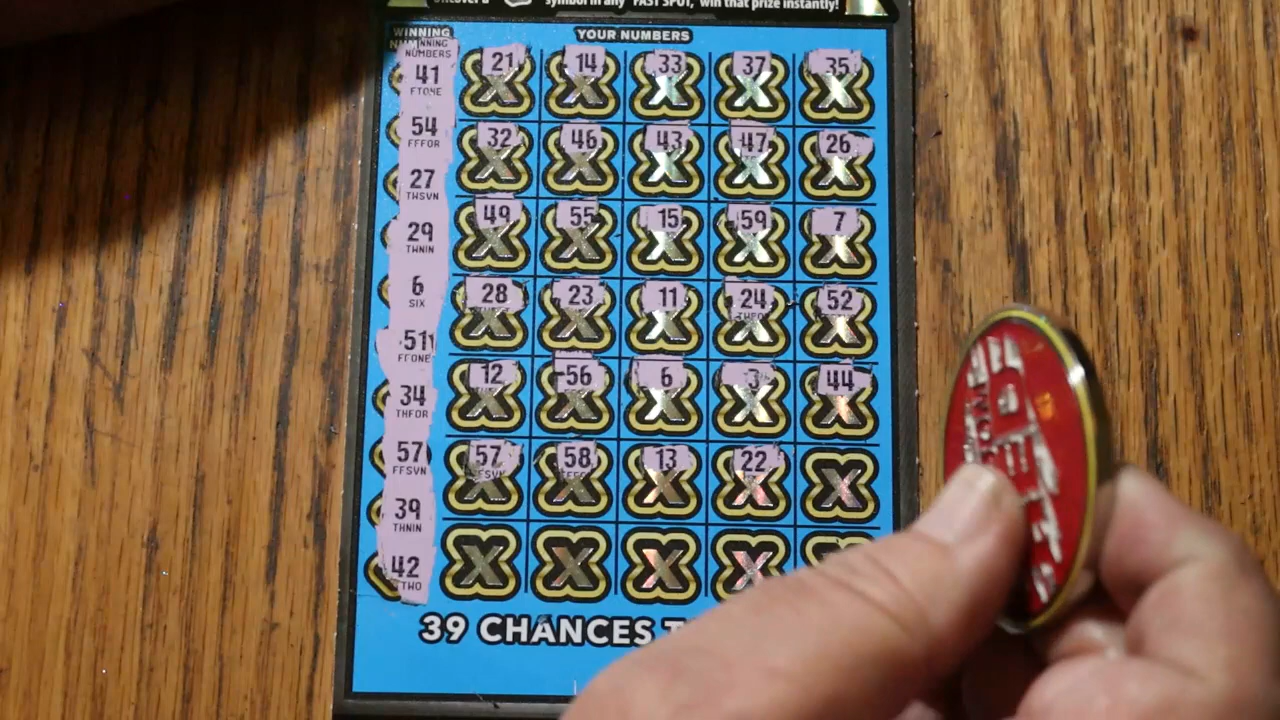 symbol in any "FAST SPOT," win that prize instantly!
WINNING
YOUR NUMBERS
NNING
NUMBERS
41
FTONE
21 14 33 37 35
54
FFFOR
32 46 43 47 26
27
TWSVN
29
TWNIN
49 55 15 59 7
6
SIX
28 23 11 24 52
51
FFONE
34
THFOR
12 56 6 3 44
57
FFSVN
57 58 13 22
39
THNIN
42
TWO
39 CHANCES